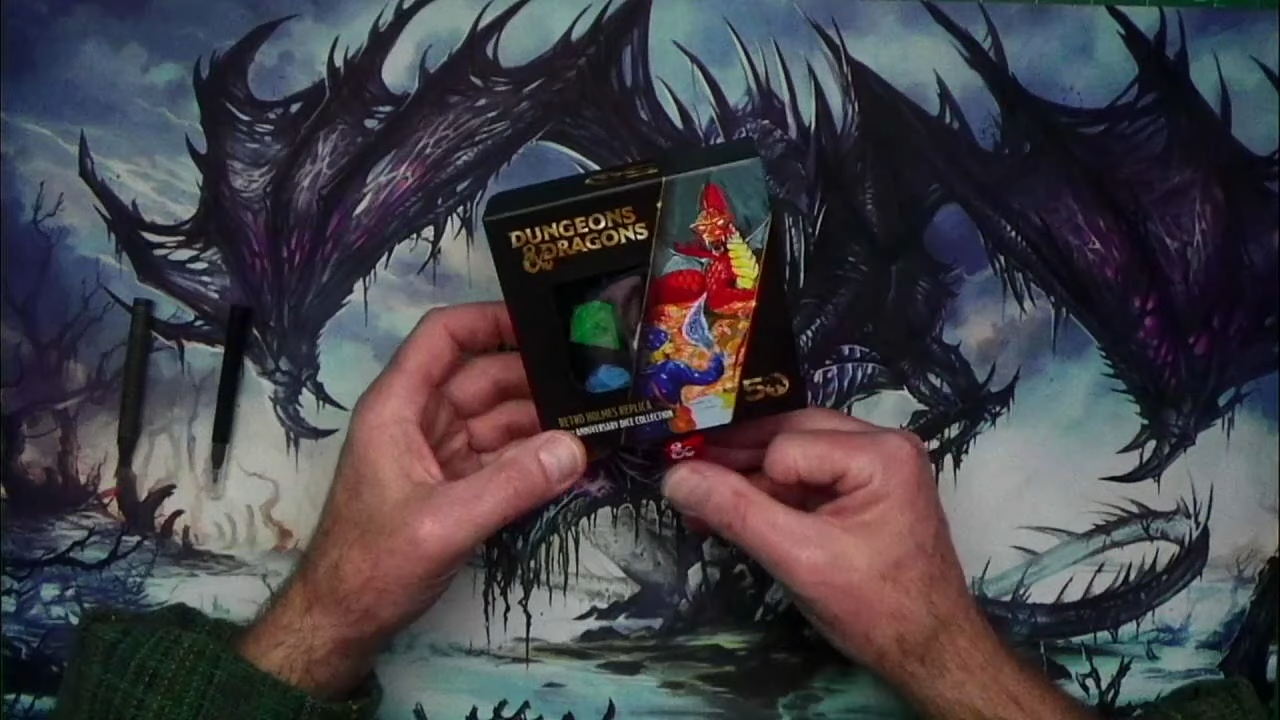 DUNGEONS
& DRAGONS
RETRO HOLMES REPLICA
ANNIVERSARY DICE COLLECTION
50